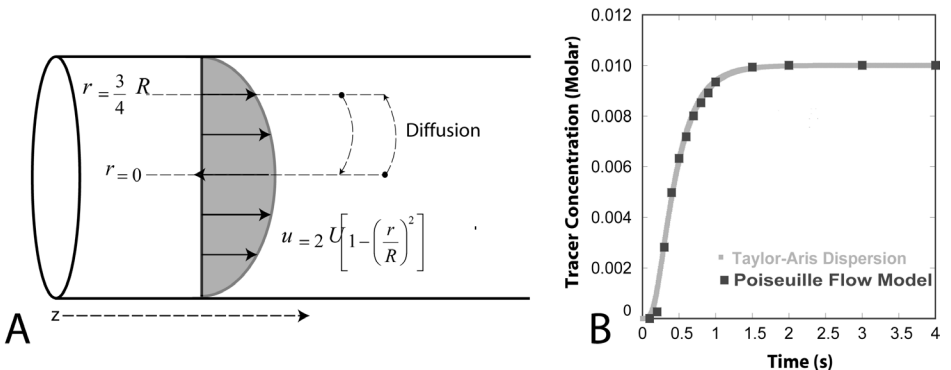 r = 3/4 R
Diffusion
r = 0
u = 2 U[1-(r/R)²]
z
A
0.012
0.010
0.008
0.006
0.004
0.002
0
Tracer Concentration (Molar)
Taylor-Aris Dispersion
Poiseuille Flow Model
0 0.5 1 1.5 2 2.5 3 3.5 4
Time (s)
B